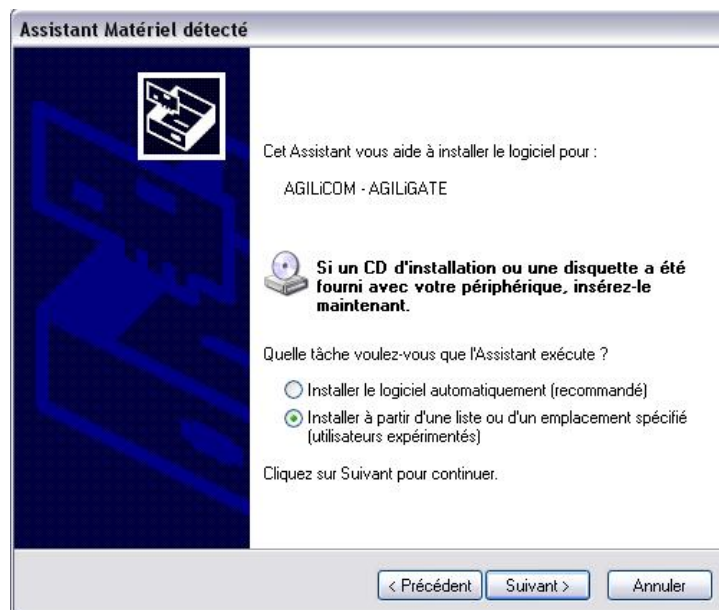 Assistant Matériel détecté
Cet Assistant vous aide à installer le logiciel pour :
AGILiCOM - AGILiGATE
Si un CD d'installation ou une disquette a été
fourni avec votre périphérique, insérez-le
maintenant.
Quelle tâche voulez-vous que l'Assistant exécute ?
Installer le logiciel automatiquement (recommandé)
Installer à partir d'une liste ou d'un emplacement spécifié
(utilisateurs expérimentés)
Cliquez sur Suivant pour continuer.
< Précédent Suivant > Annuler